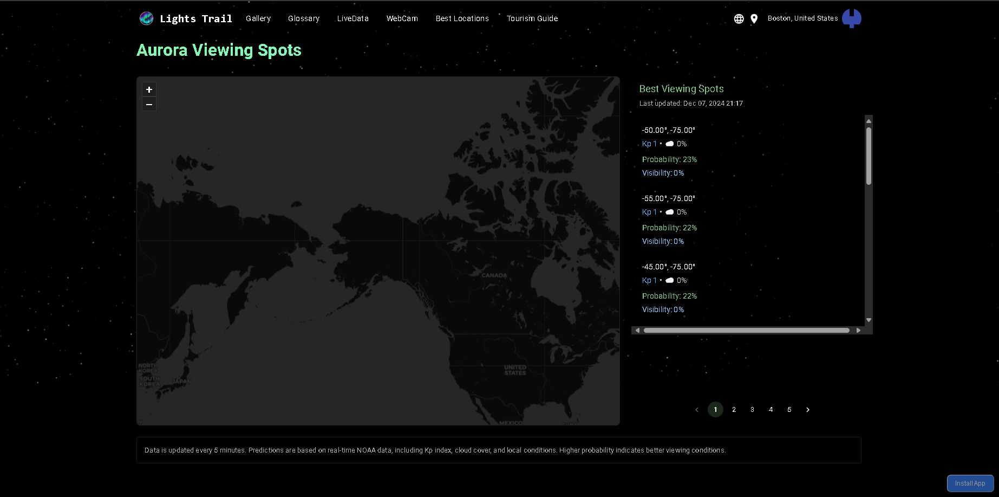 Lights Trail Gallery Glossary LiveData WebCam Best Locations Tourism Guide Boston, United States
Aurora Viewing Spots
+
−
CANADA
UNITED
STATES
MEXICO
NORTH
KOREA
SOUTH
KOREA
JAPAN
Best Viewing Spots
Last updated: Dec 07, 2024 21:17
-50.00°, -75.00°
Kp 1 • 0%
Probability: 23%
Visibility: 0%
-55.00°, -75.00°
Kp 1 • 0%
Probability: 22%
Visibility: 0%
-45.00°, -75.00°
Kp 1 • 0%
Probability: 22%
Visibility: 0%
1 2 3 4 5
Data is updated every 5 minutes. Predictions are based on real-time NOAA data, including Kp index, cloud cover, and local conditions. Higher probability indicates better viewing conditions.
Install App